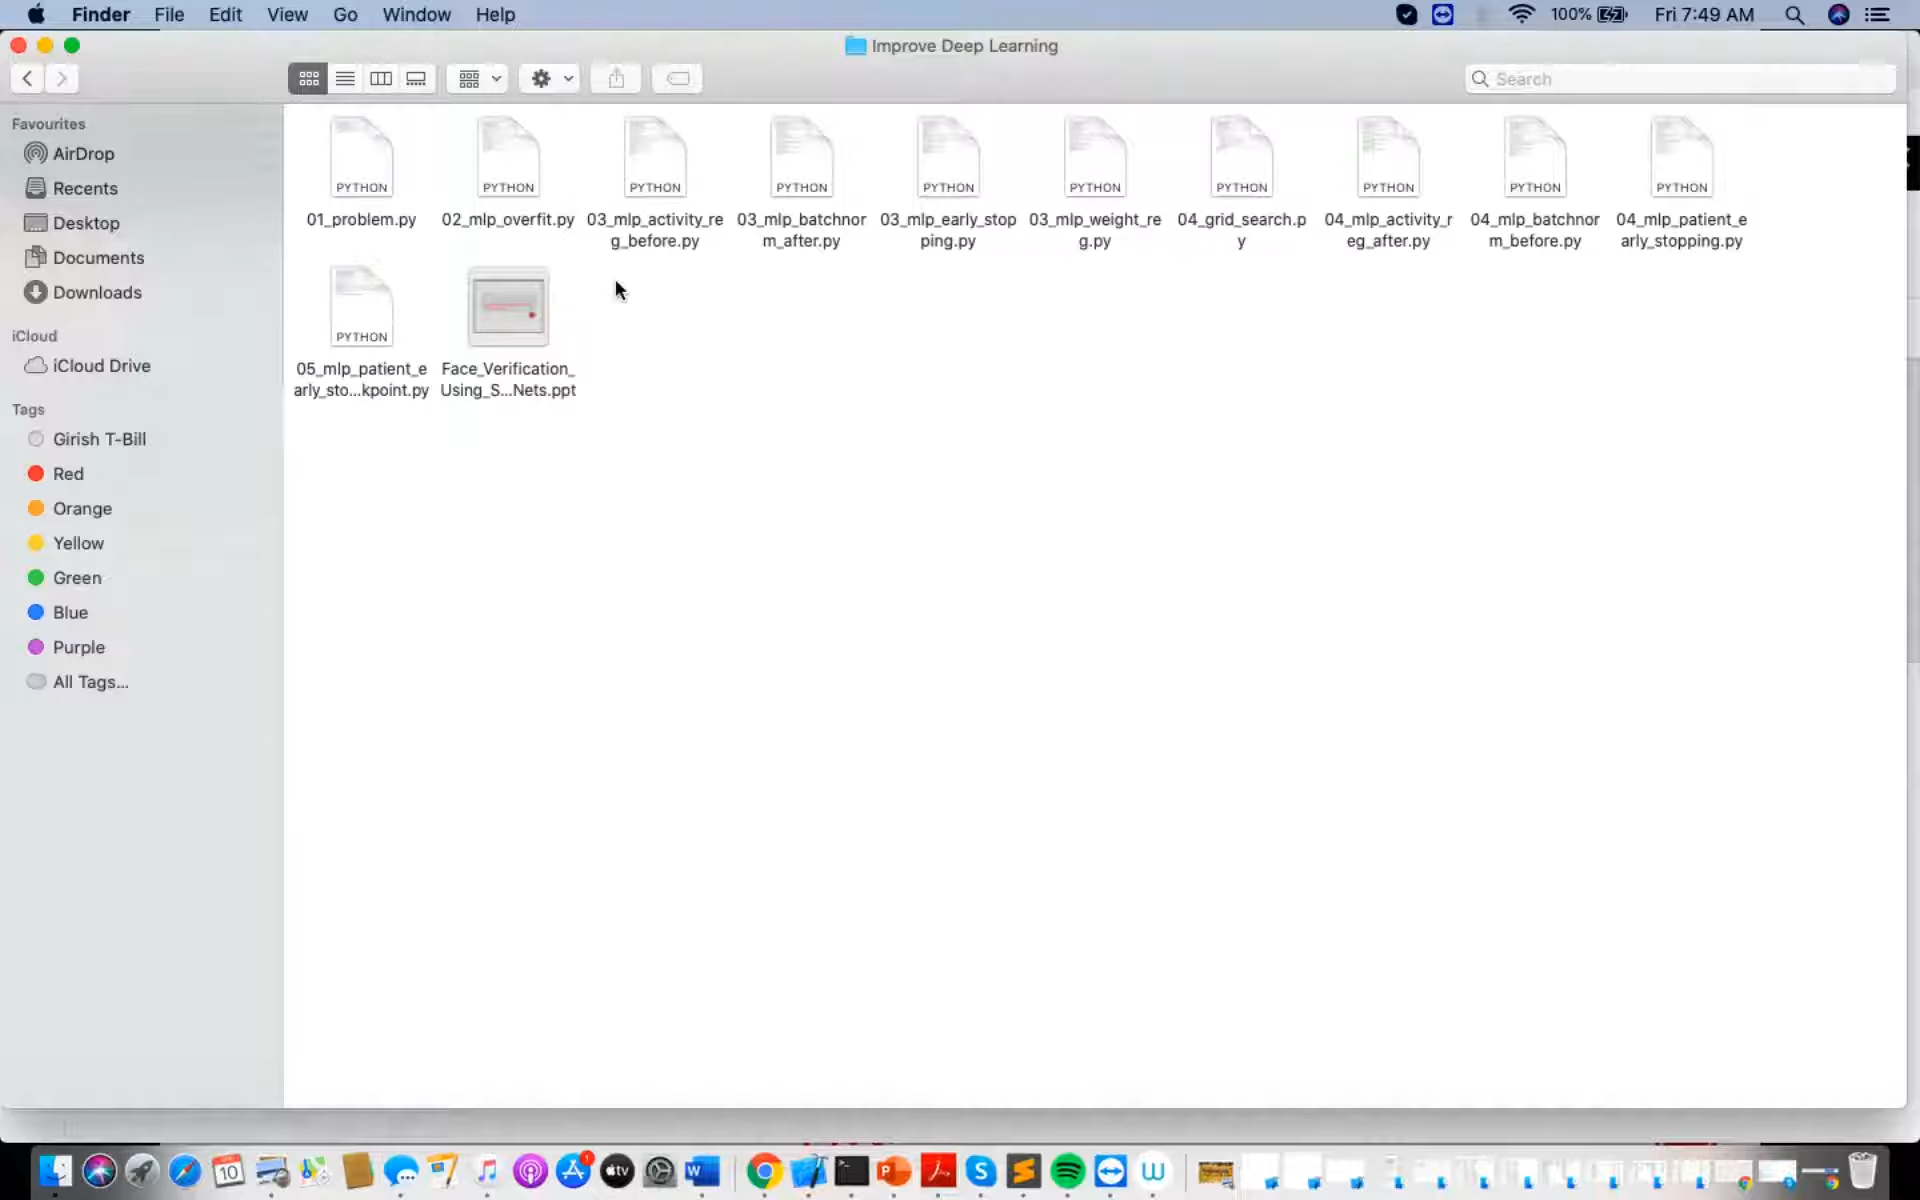 Finder File Edit View Go Window Help 100% Fri 7:49 AM
Improve Deep Learning
Search
Favourites
AirDrop
Recents
Desktop
Documents
Downloads
iCloud
iCloud Drive
Tags
Girish T-Bill
Red
Orange
Yellow
Green
Blue
Purple
All Tags...
PYTHON PYTHON PYTHON PYTHON PYTHON PYTHON PYTHON PYTHON PYTHON PYTHON
01_problem.py 02_mlp_overfit.py 03_mlp_activity_re 03_mlp_batchnor 03_mlp_early_stop 03_mlp_weight_re 04_grid_search.p 04_mlp_activity_r 04_mlp_batchnor 04_mlp_patient_e
g_before.py m_after.py ping.py g.py y eg_after.py m_before.py arly_stopping.py
PYTHON
05_mlp_patient_e Face_Verification_
arly_sto...kpoint.py Using_S...Nets.ppt
10 tv W S W